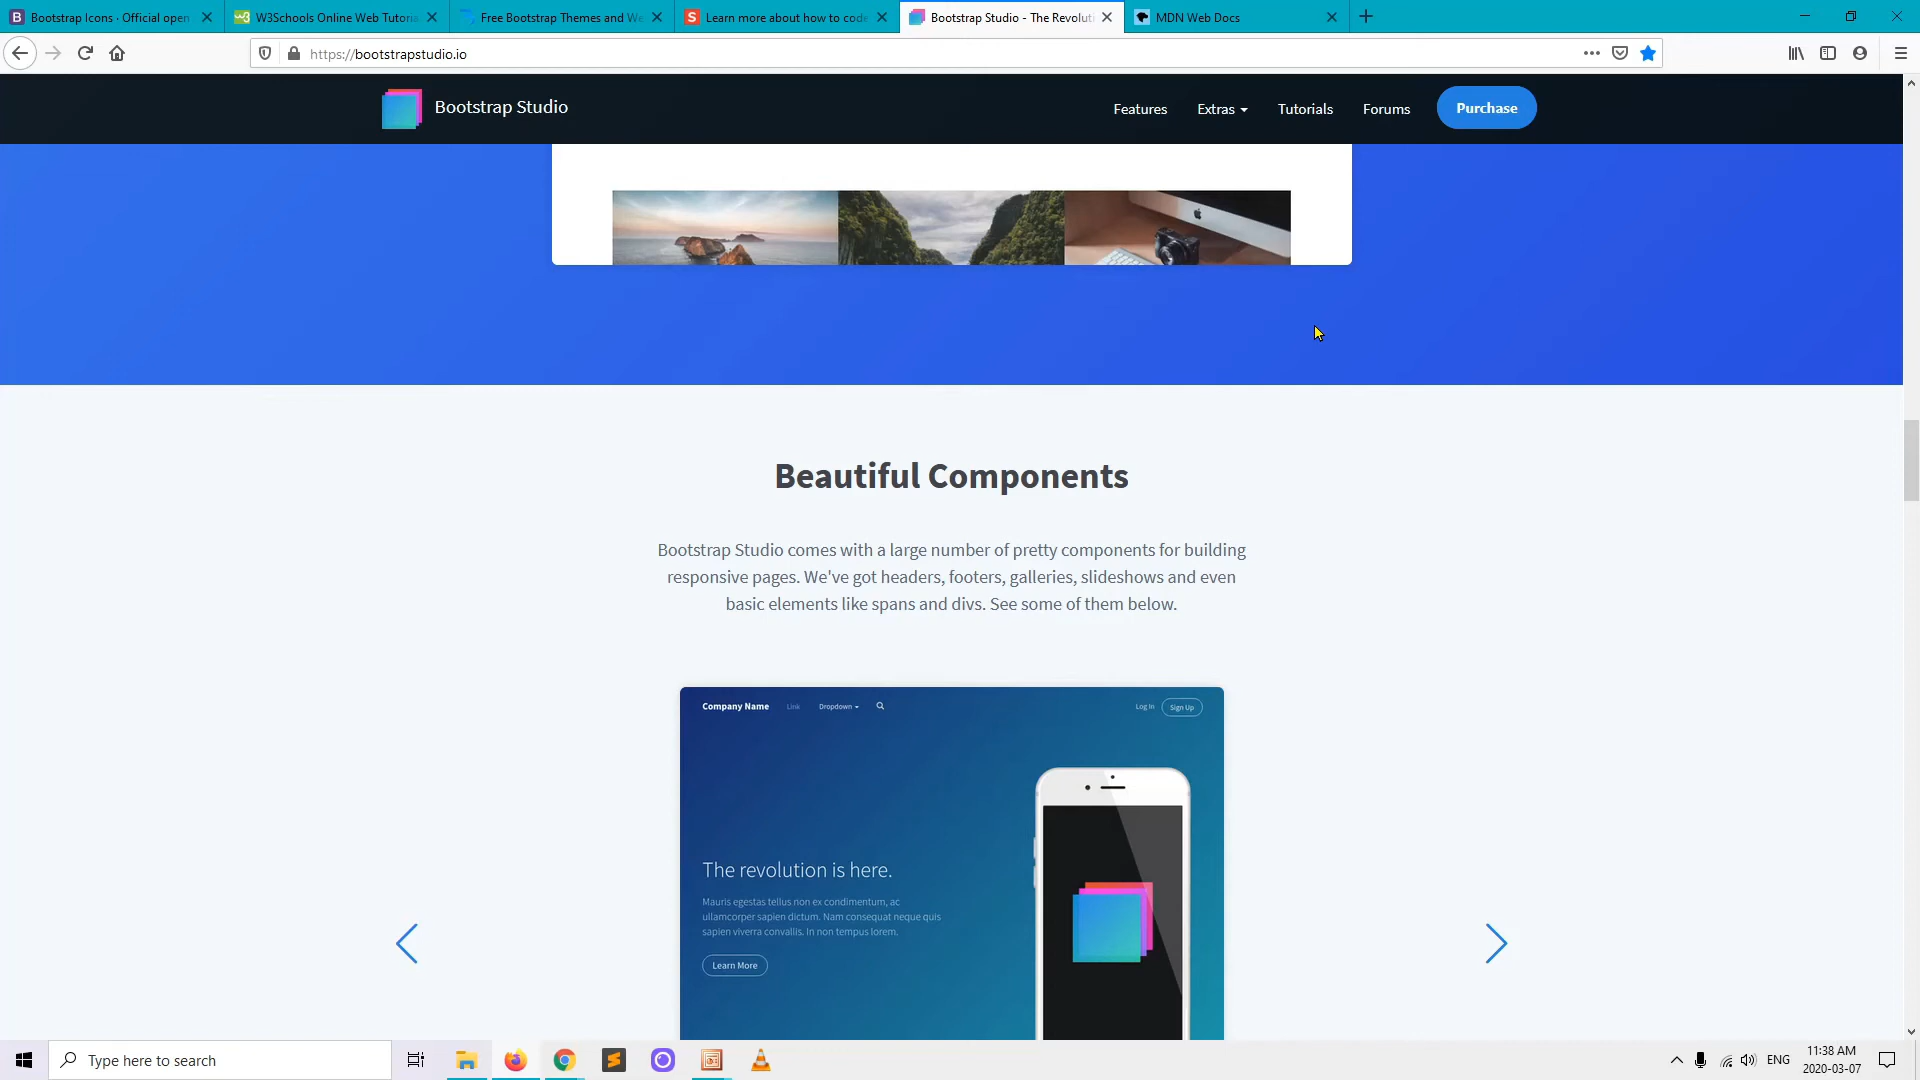 Bootstrap Icons · Official open
W3Schools Online Web Tutoria
Free Bootstrap Themes and We
Learn more about how to code
Bootstrap Studio - The Revoluti
MDN Web Docs
https://bootstrapstudio.io
Bootstrap Studio
Features
Extras
Tutorials
Forums
Purchase
Beautiful Components
Bootstrap Studio comes with a large number of pretty components for building
responsive pages. We've got headers, footers, galleries, slideshows and even
basic elements like spans and divs. See some of them below.
Company Name
Link
Dropdown
Log In
Sign Up
The revolution is here.
Mauris egestas tellus non ex condimentum, ac
ullamcorper sapien dictum. Nam consequat neque quis
sapien viverra convallis. In non tempus lorem.
Learn More
Type here to search
ENG
11:38 AM
2020-03-07